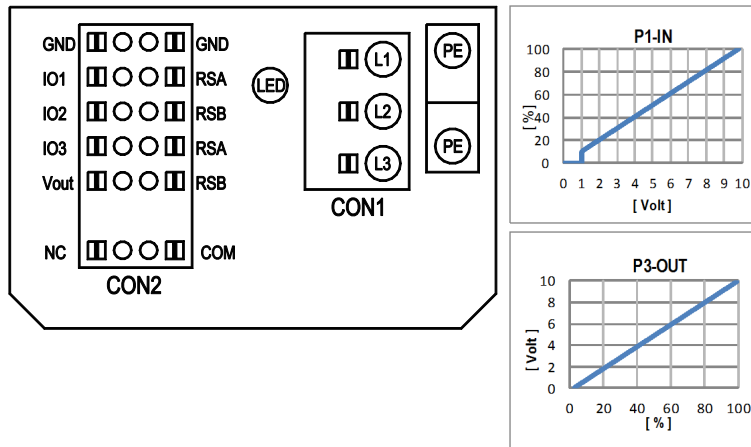 GND GND
IO1 RSA
IO2 RSB
IO3 RSA
Vout RSB
NC COM
CON2
LED
L1
L2
L3
CON1
PE
PE
P1-IN
[ %]
100
80
60
40
20
0
0 1 2 3 4 5 6 7 8 9 10
[ Volt ]
P3-OUT
[ Volt ]
10
8
6
4
2
0
0 20 40 60 80 100
[ % ]